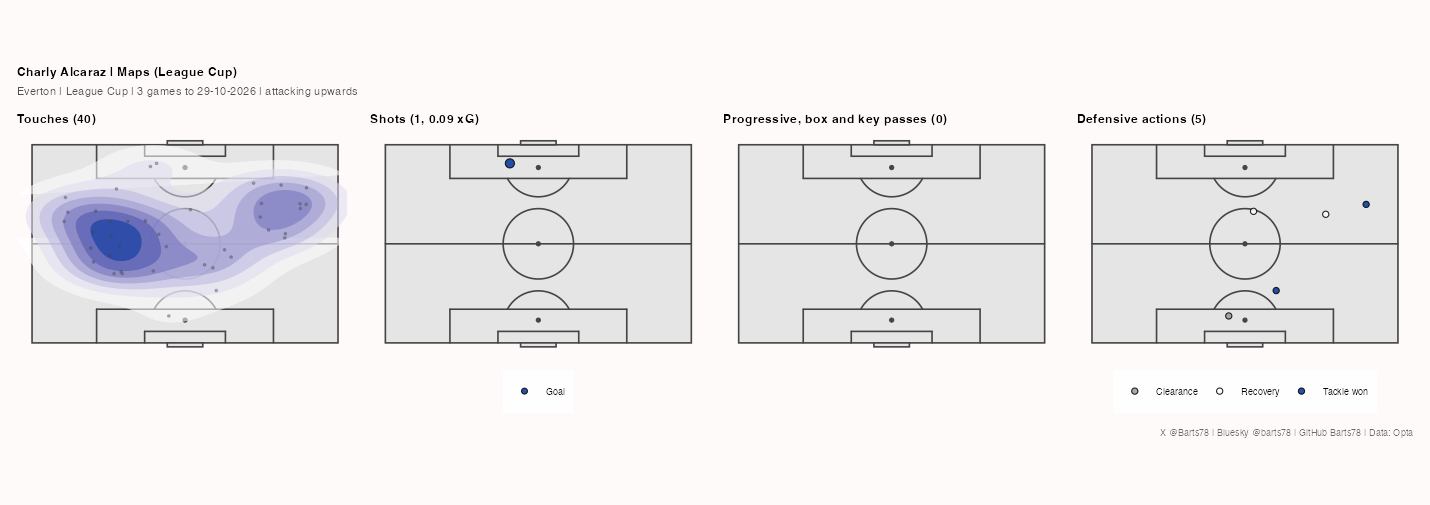 Charly Alcaraz | Maps (League Cup)
Everton | League Cup | 3 games to 29-10-2026 | attacking upwards
Touches (40)
Shots (1, 0.09 xG)
Progressive, box and key passes (0)
Defensive actions (5)
Goal
Clearance
Recovery
Tackle won
X @Barts78 | Bluesky @barts78 | GitHub Barts78 | Data: Opta